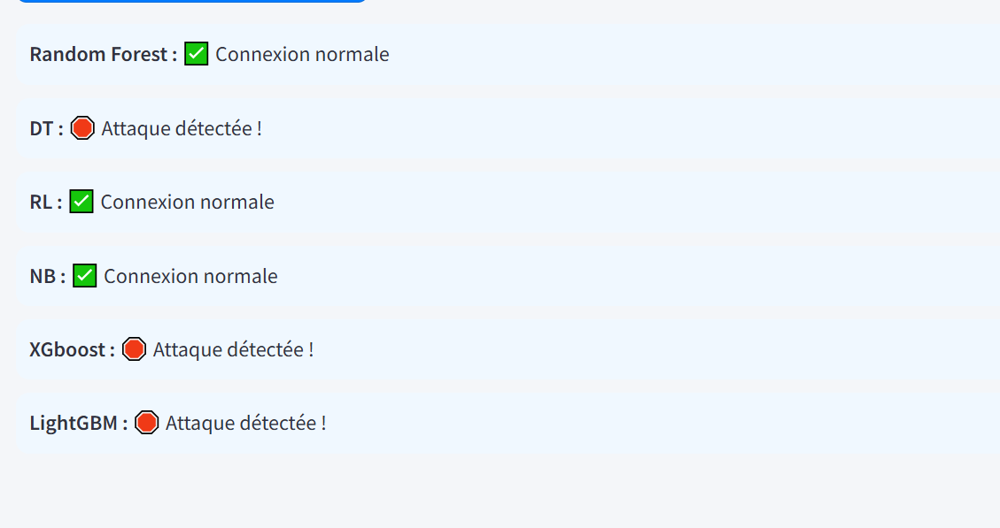 Random Forest : ✅ Connexion normale
DT : 🛑 Attaque détectée !
RL : ✅ Connexion normale
NB : ✅ Connexion normale
XGboost : 🛑 Attaque détectée !
LightGBM : 🛑 Attaque détectée !